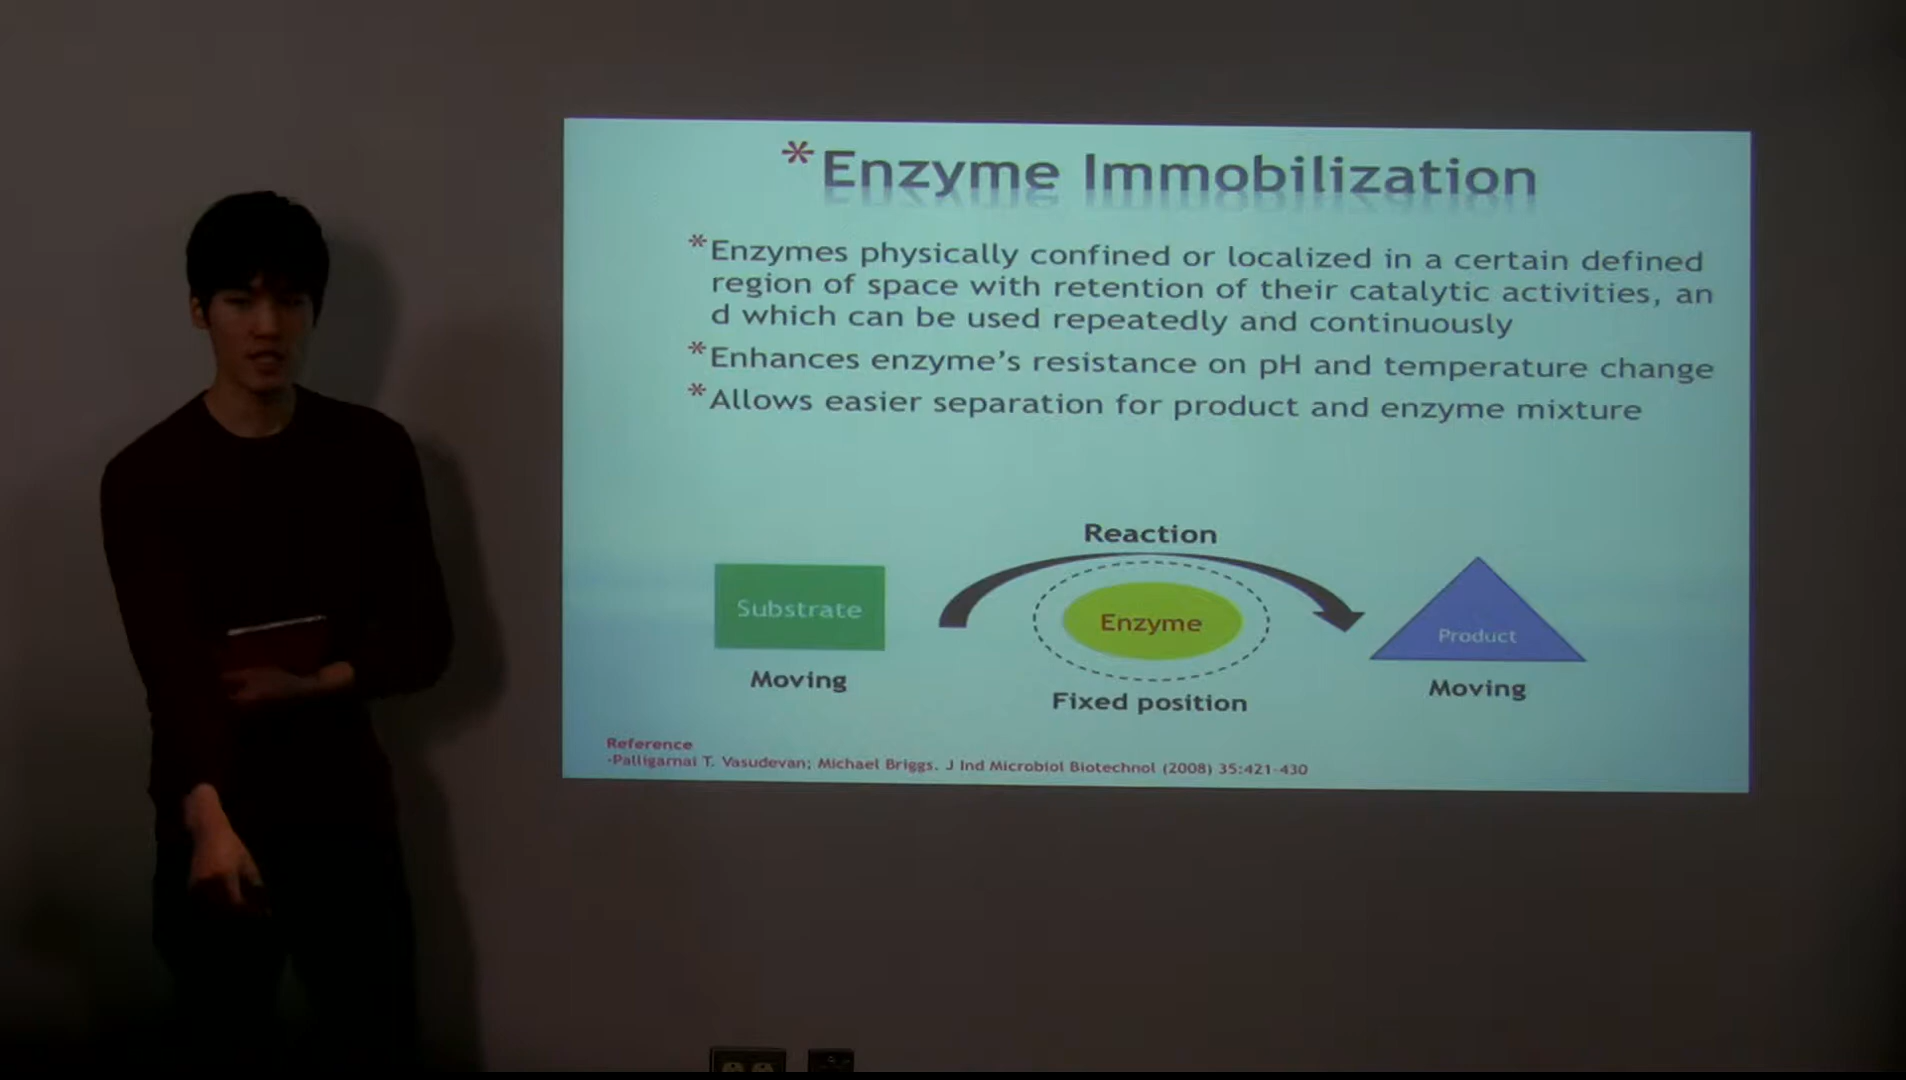 *Enzyme Immobilization
*Enzymes physically confined or localized in a certain defined
region of space with retention of their catalytic activities, an
d which can be used repeatedly and continuously
*Enhances enzyme’s resistance on pH and temperature change
*Allows easier separation for product and enzyme mixture
Reaction
Substrate
Enzyme
Product
Moving
Fixed position
Moving
Reference
-Palligarnai T. Vasudevan; Michael Briggs. J Ind Microbiol Biotechnol (2008) 35:421-430